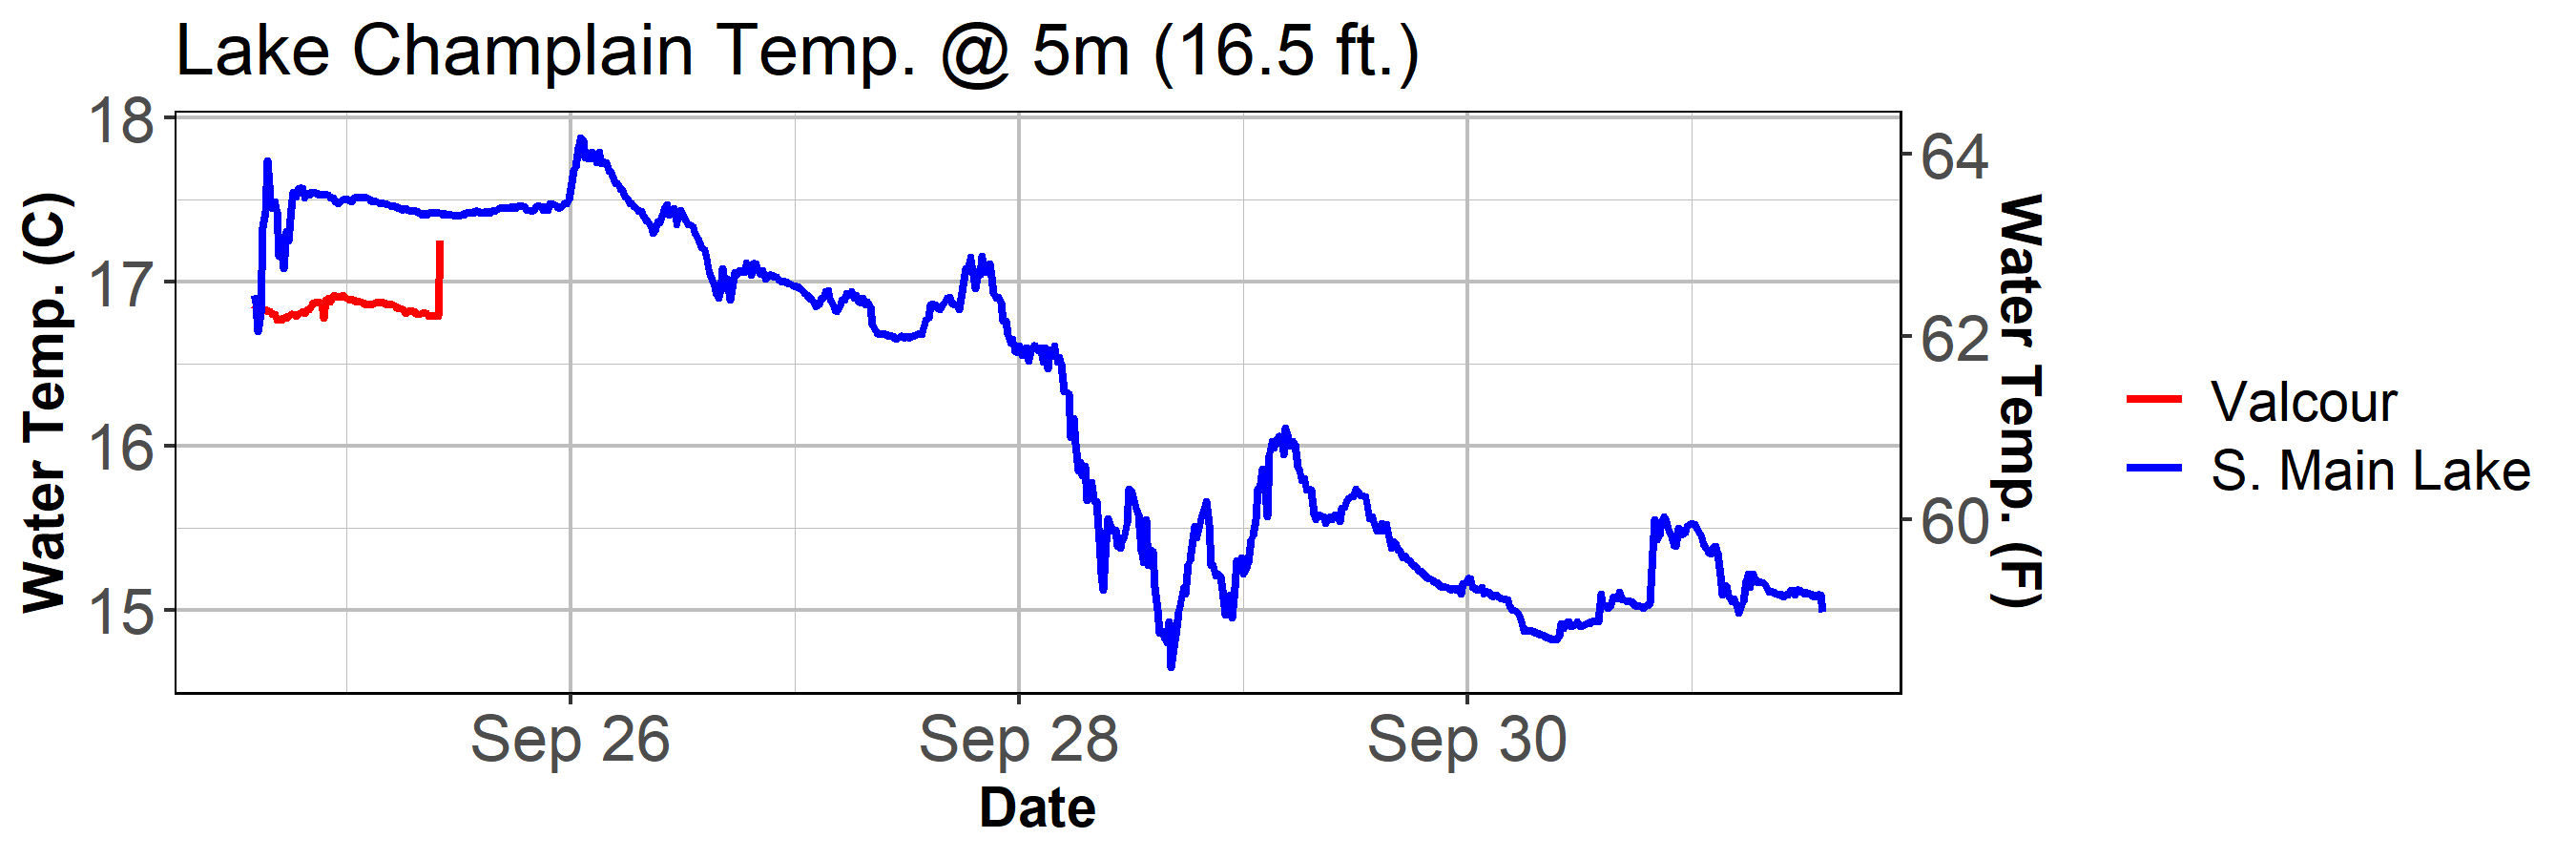 Lake Champlain Temp. @ 5m (16.5 ft.)
Water Temp. (C)
18
17
16
15
64
62
60
Water Temp. (F)
Sep 26
Sep 28
Sep 30
Date
Valcour
S. Main Lake